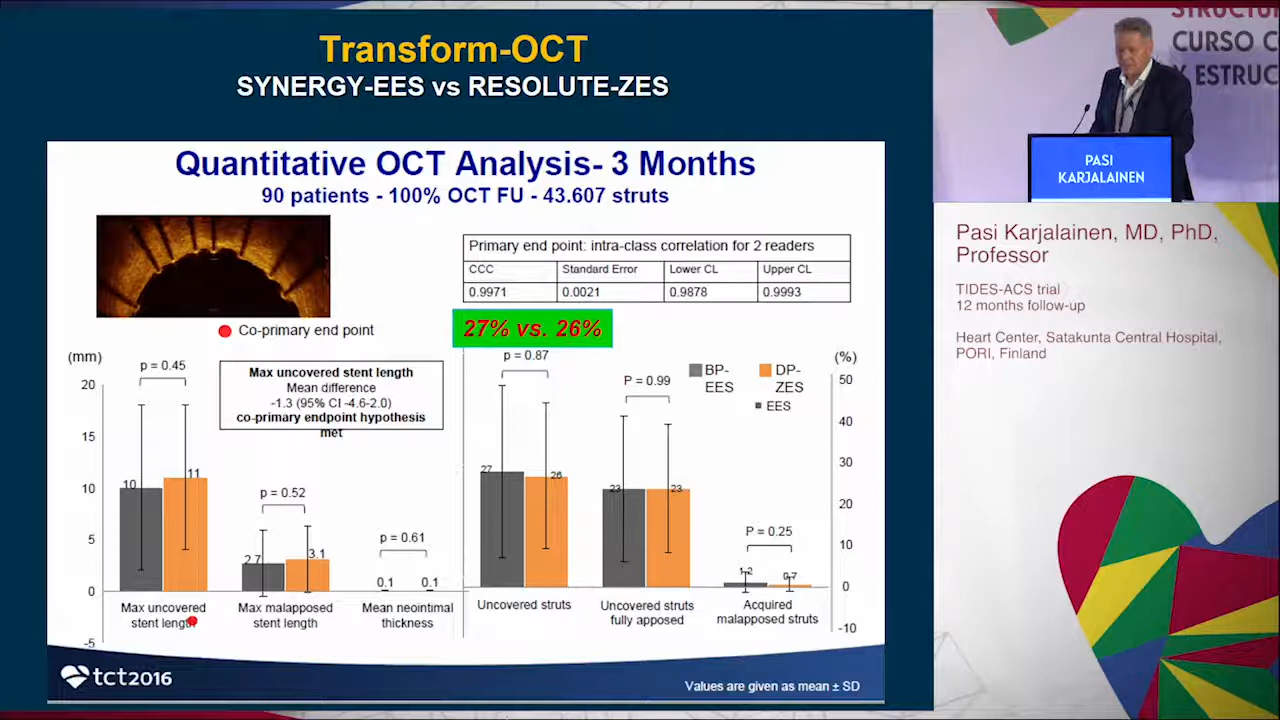 Transform-OCT
SYNERGY-EES vs RESOLUTE-ZES
Quantitative OCT Analysis- 3 Months
90 patients - 100% OCT FU - 43.607 struts
Primary end point: intra-class correlation for 2 readers
CCC Standard Error Lower CL Upper CL
0.9971 0.0021 0.9878 0.9993
Co-primary end point
27% vs. 26%
(mm)
p = 0.45
Max uncovered stent length
Mean difference
-1.3 (95% CI -4.6-2.0)
co-primary endpoint hypothesis
met
20
15
10
5
0
-5
10
11
p = 0.52
2.7
3.1
p = 0.61
0.1
0.1
Max uncovered
stent length
Max malapposed
stent length
Mean neointimal
thickness
p = 0.87
27
26
P = 0.99
23
23
P = 0.25
1.2
0.7
BP-
EES
DP-
ZES
EES
(%)
50
40
30
20
10
0
-10
Uncovered struts
Uncovered struts
fully apposed
Acquired
malapposed struts
tct2016
Values are given as mean ± SD
CURSO C
Y ESTRUC
PASI
KARJALAINEN
Pasi Karjalainen, MD, PhD,
Professor
TIDES-ACS trial
12 months follow-up
Heart Center, Satakunta Central Hospital,
PORI, Finland